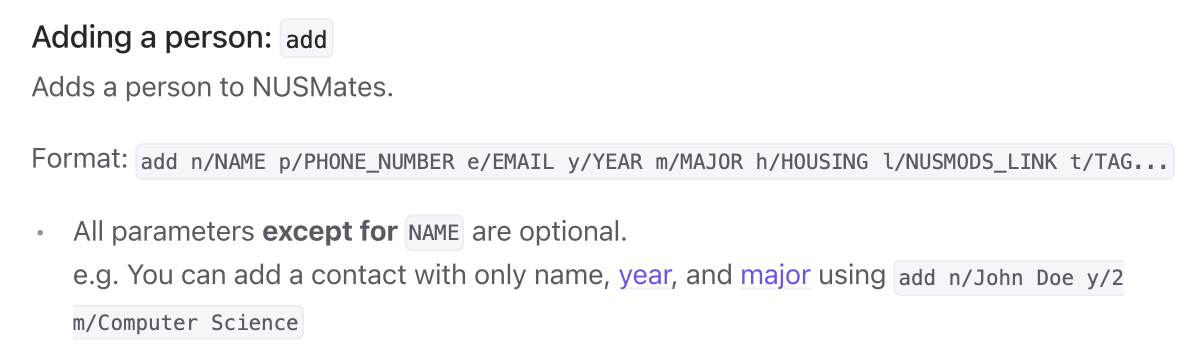 Adding a person: add
Adds a person to NUSMates.
Format: add n/NAME p/PHONE_NUMBER e/EMAIL y/YEAR m/MAJOR h/HOUSING l/NUSMODS_LINK t/TAG...
• All parameters except for NAME are optional.
e.g. You can add a contact with only name, year, and major using add n/John Doe y/2
m/Computer Science